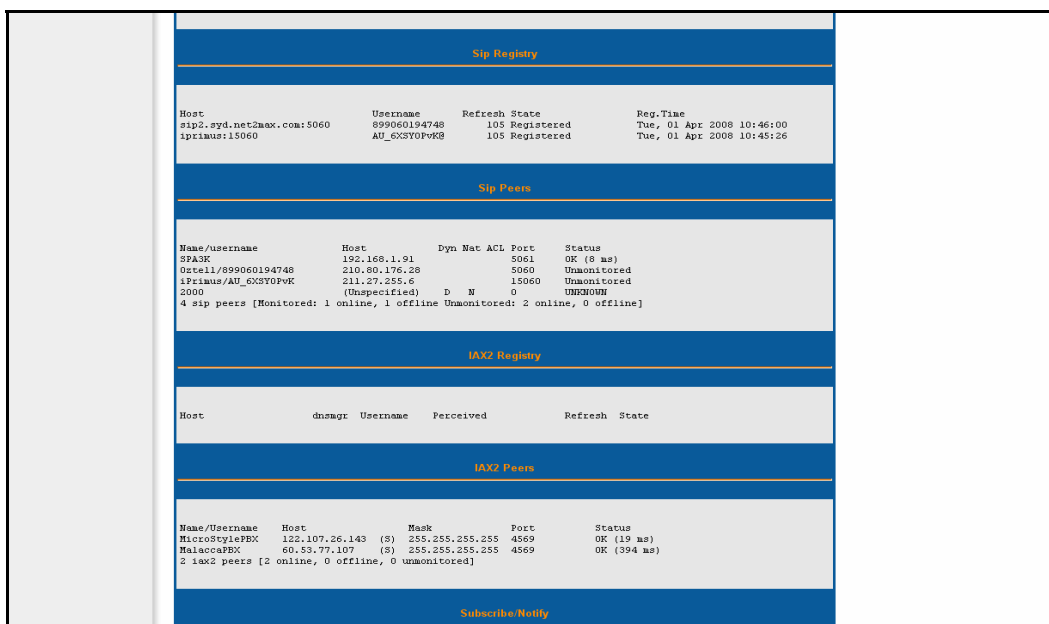 Sip Registry
Host Username Refresh State Reg.Time
sip2.syd.net2max.com:5060 899060194748 105 Registered Tue, 01 Apr 2008 10:46:00
iprimus:15060 AU_6XSY0PvK@ 105 Registered Tue, 01 Apr 2008 10:45:26
Sip Peers
Name/username Host Dyn Nat ACL Port Status
SPA3K 192.168.1.91 5061 OK (8 ms)
Oztell/899060194748 210.80.176.28 5060 Unmonitored
iPrimus/AU_6XSY0PvK 211.27.255.6 15060 Unmonitored
2000 (Unspecified) D N 0 UNKNOWN
4 sip peers [Monitored: 1 online, 1 offline Unmonitored: 2 online, 0 offline]
IAX2 Registry
Host dnsmgr Username Perceived Refresh State
IAX2 Peers
Name/Username Host Mask Port Status
MicroStylePBX 122.107.26.143 (S) 255.255.255.255 4569 OK (19 ms)
MalaccaPBX 60.53.77.107 (S) 255.255.255.255 4569 OK (394 ms)
2 iax2 peers [2 online, 0 offline, 0 unmonitored]
Subscribe/Notify